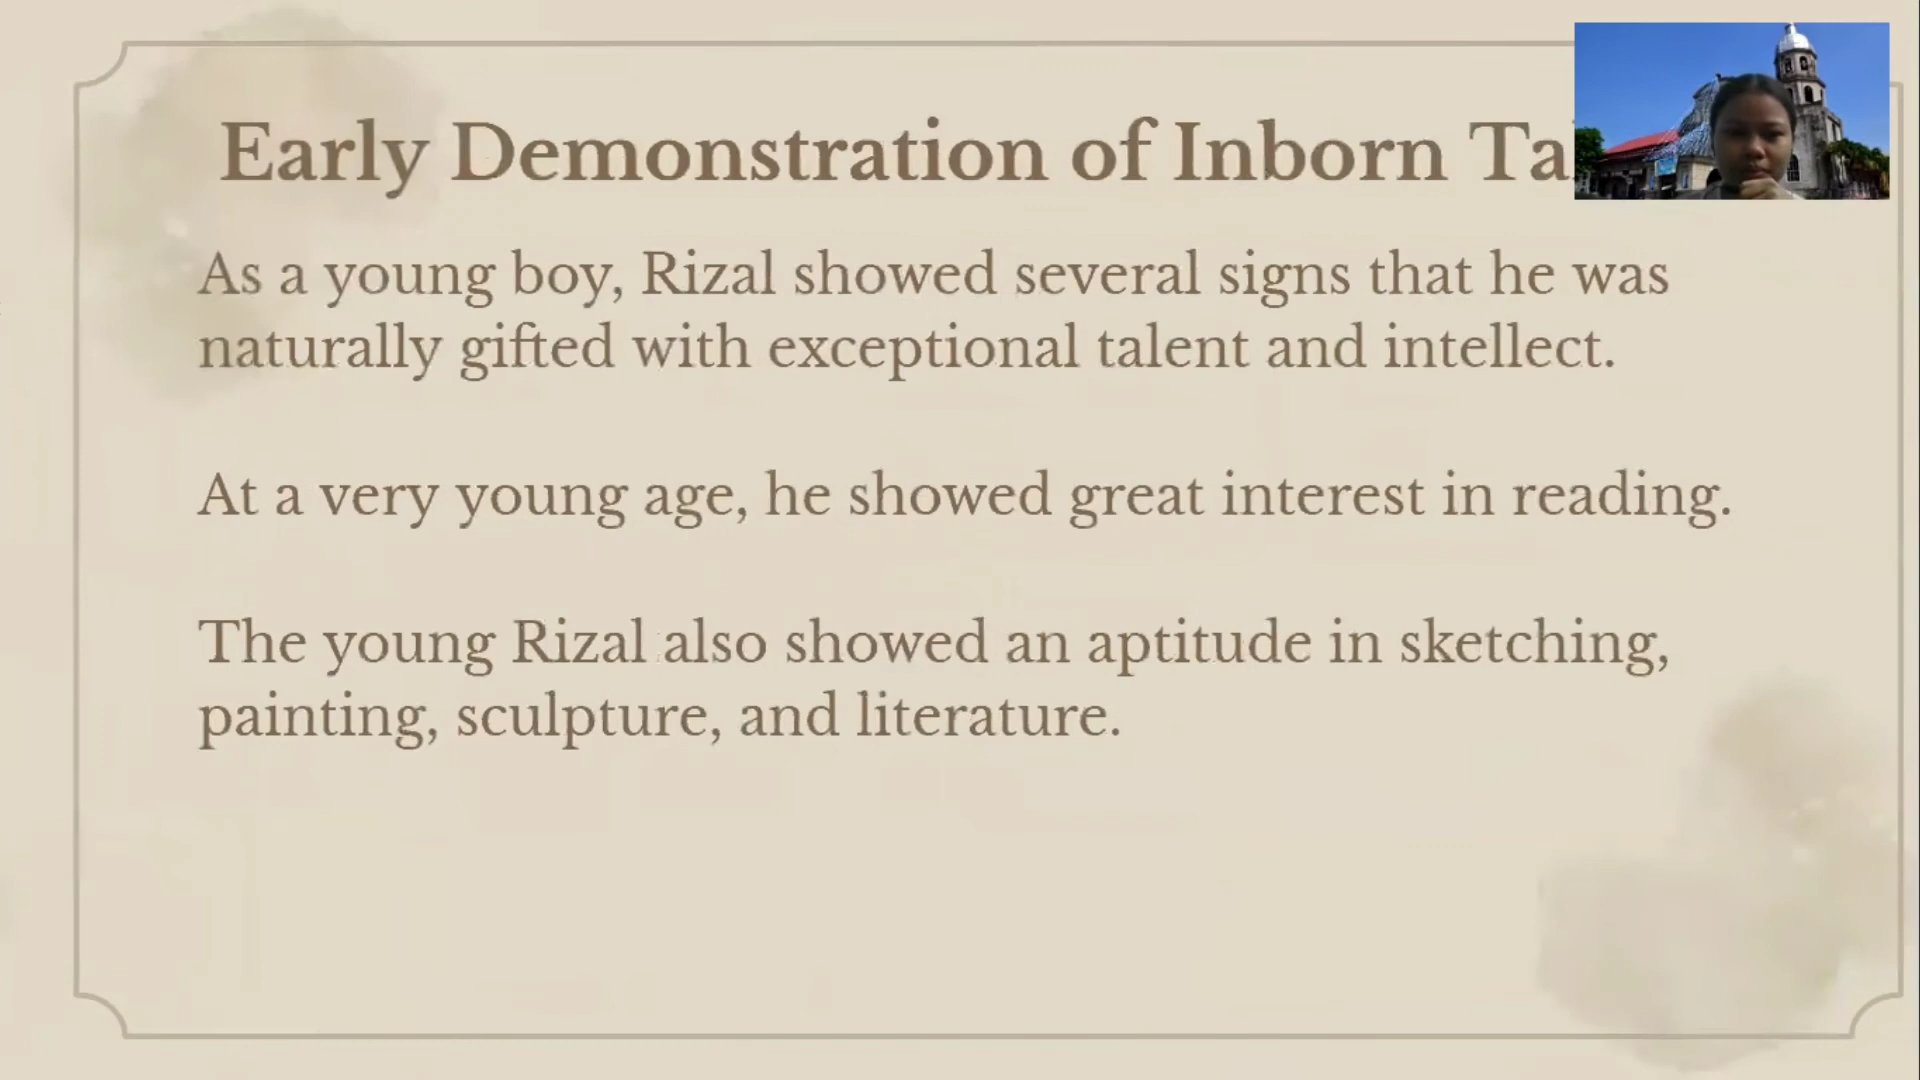 Early Demonstration of Inborn
As a young boy, Rizal showed several signs that he was
naturally gifted with exceptional talent and intellect.
At a very young age, he showed great interest in reading.
The young Rizal also showed an aptitude in sketching,
painting, sculpture, and literature.